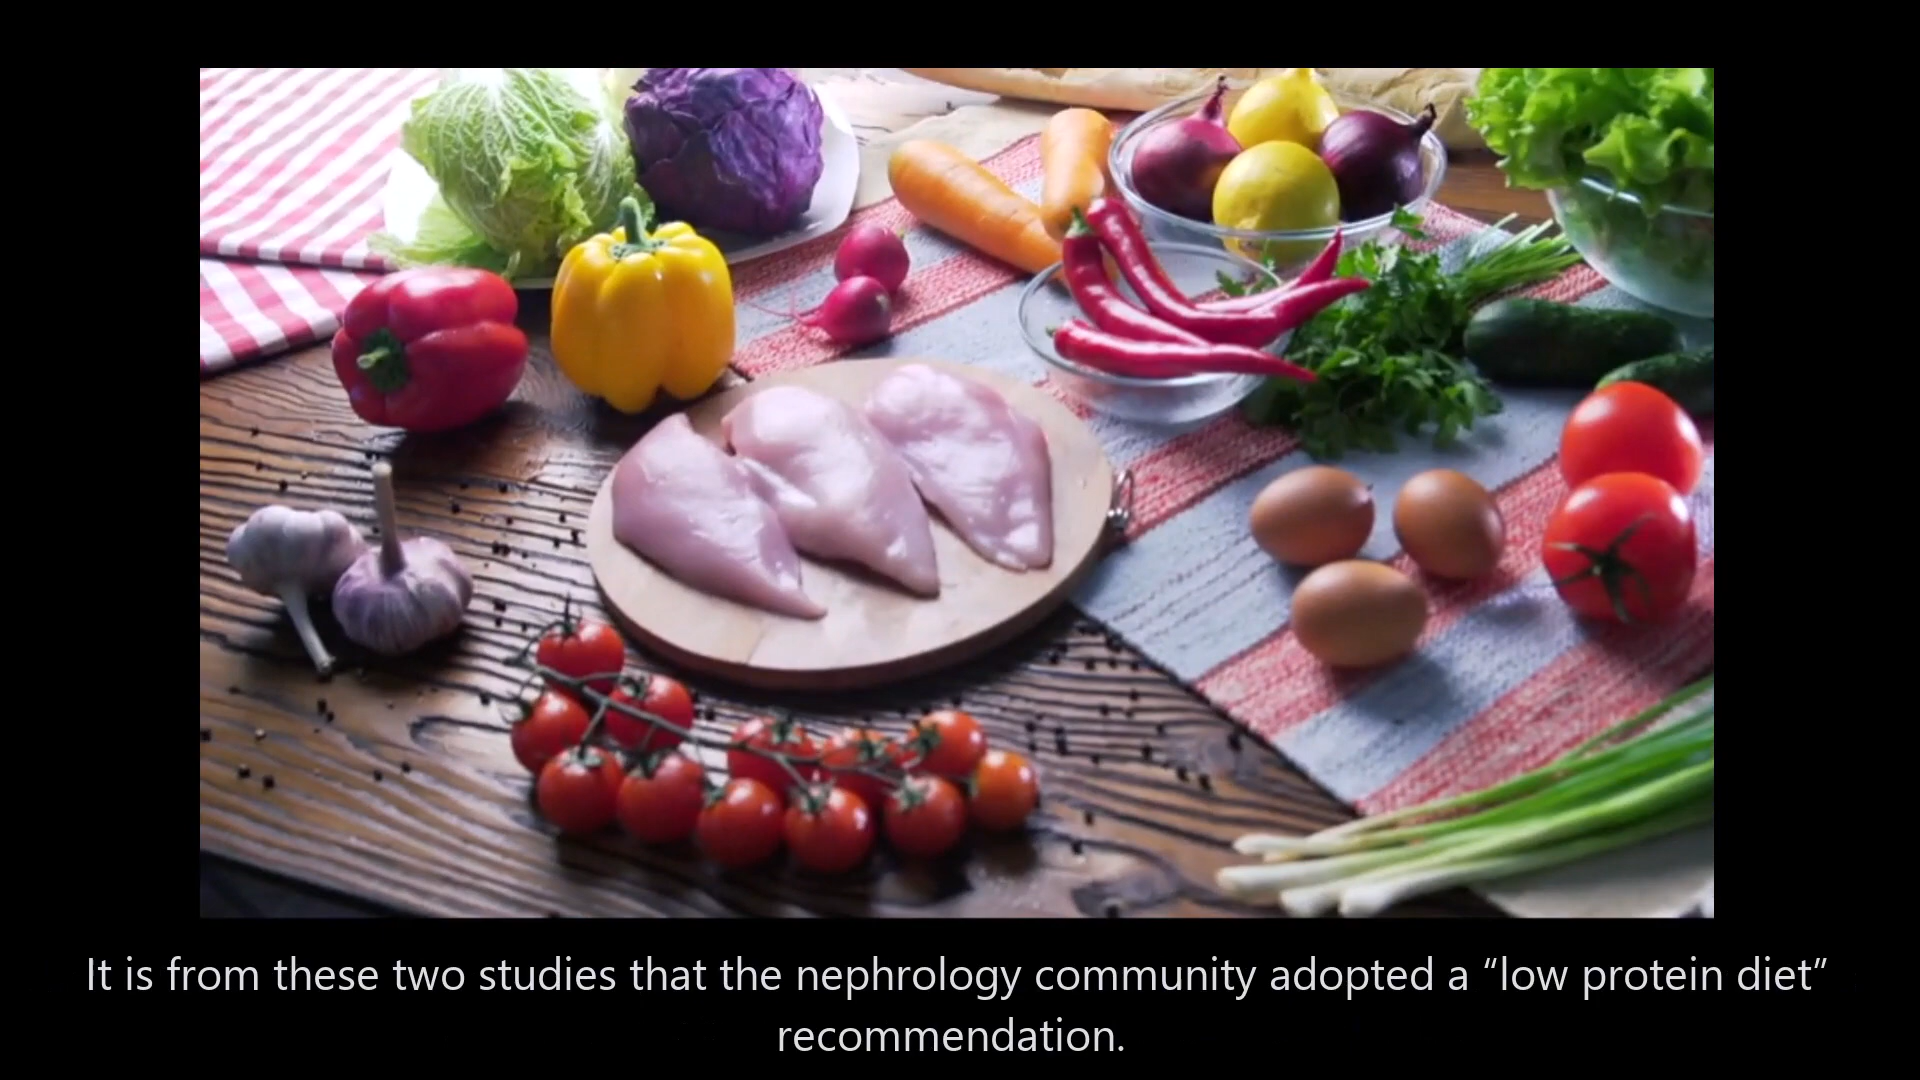 It is from these two studies that the nephrology community adopted a “low protein diet”
recommendation.